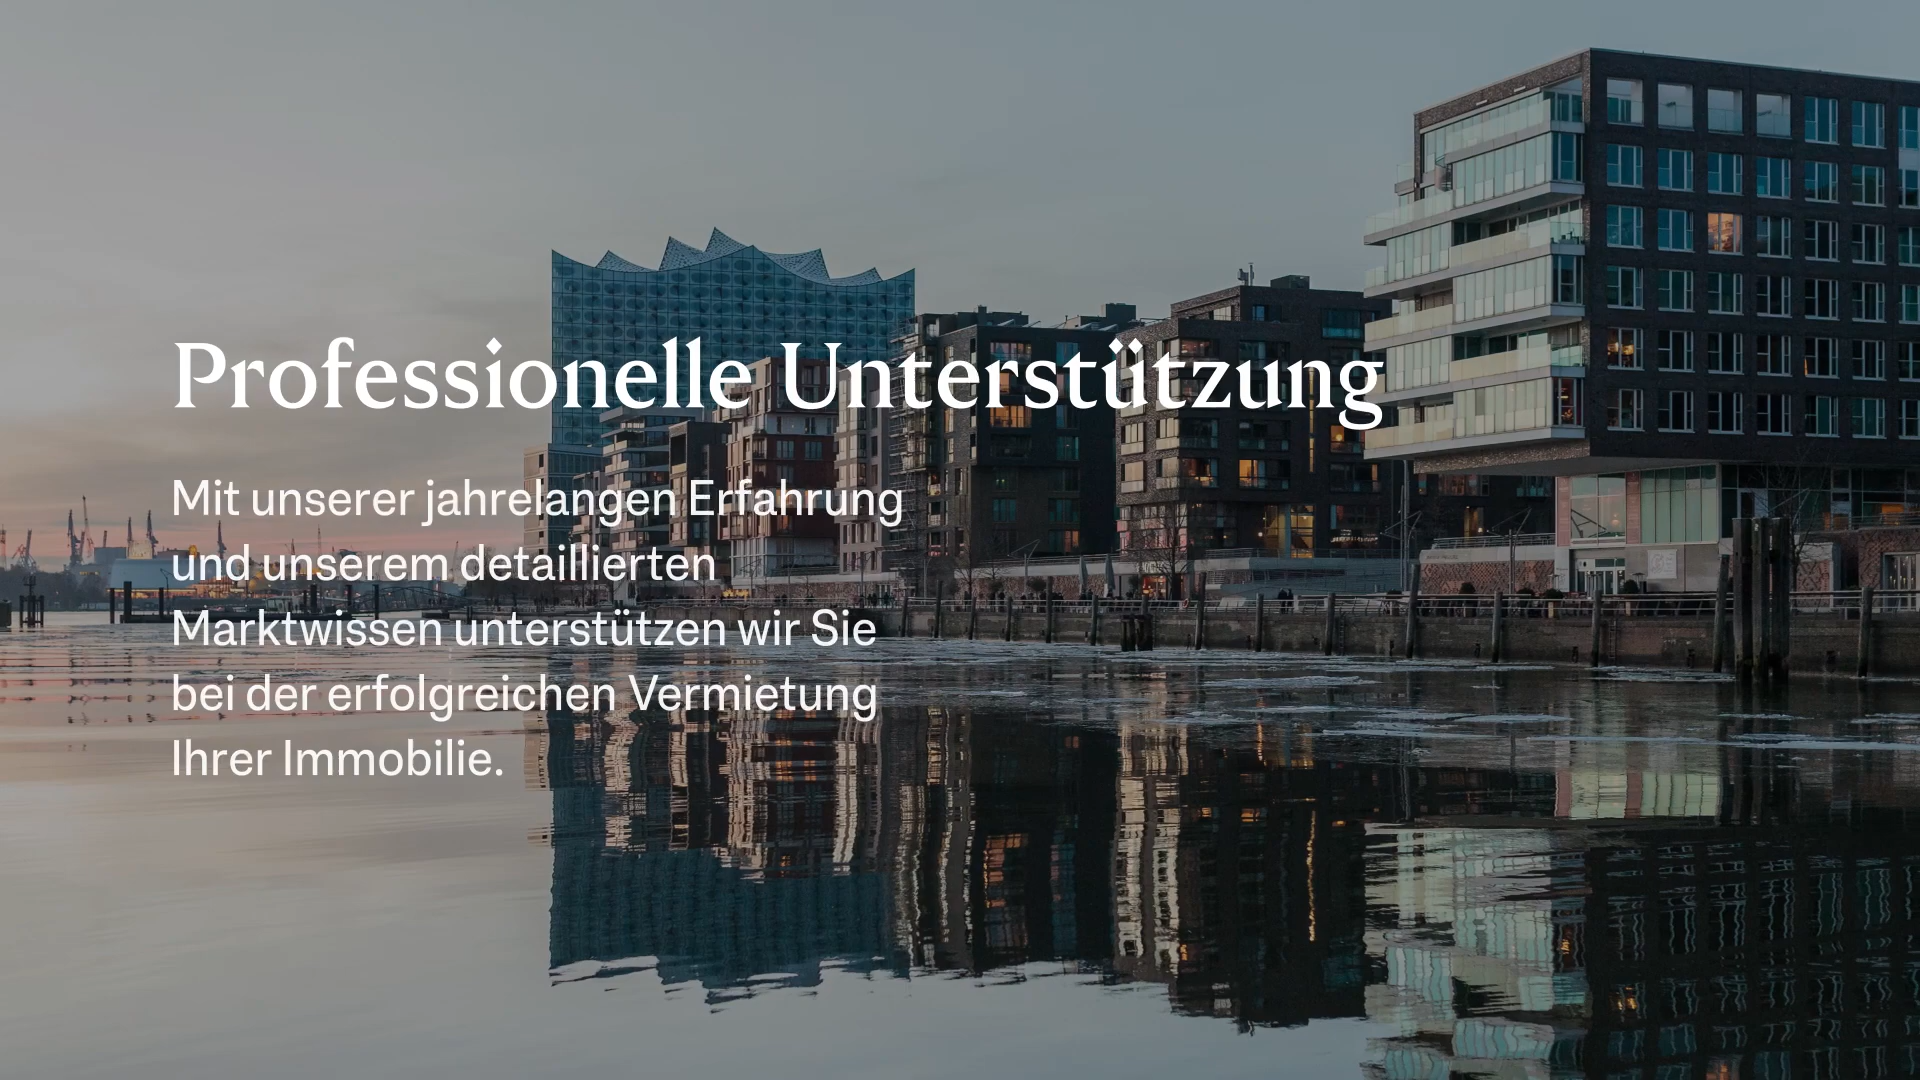 Professionelle Unterstützung
Mit unserer jahrelangen Erfahrung
und unserem detaillierten
Marktwissen unterstützen wir Sie
bei der erfolgreichen Vermietung
Ihrer Immobilie.